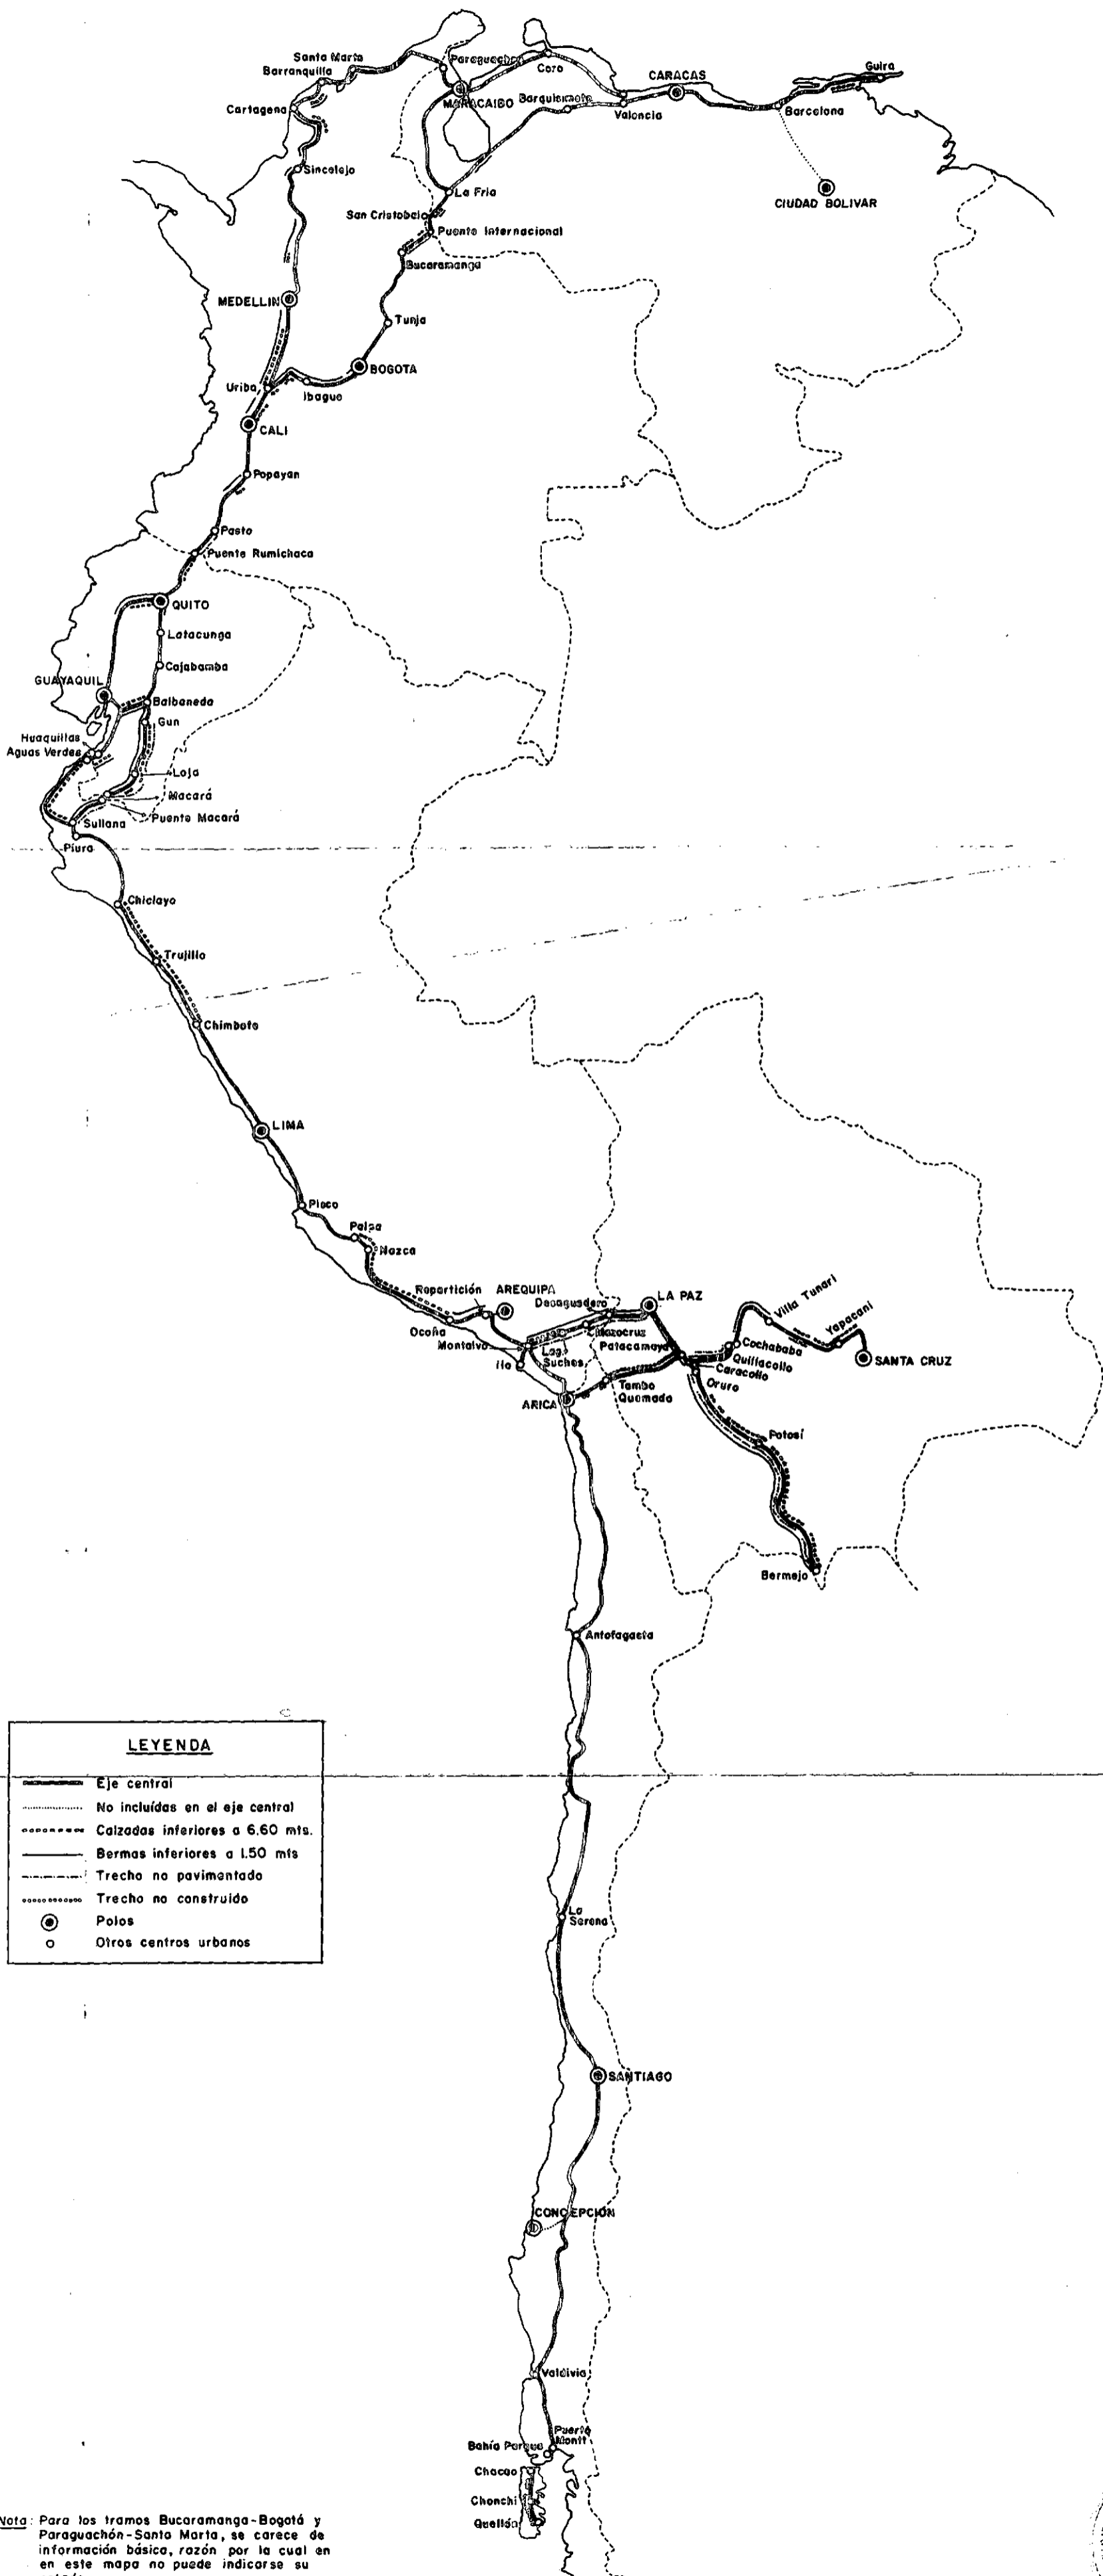 Santa Marta
Barranquilla
Cartagena
Sincelejo
Paraguachon
Coro
MARACAIBO
Barquisimeto
CARACAS
Valencia
Guira
Barcelona
CIUDAD BOLIVAR
La Fria
San Cristobal
Puente Internacional
Bucaramanga
MEDELLIN
Tunja
BOGOTA
Uribo
Ibague
CALI
Popayan
Pasto
Puente Rumichaca
QUITO
Latacunga
Cajabamba
GUAYAQUIL
Balbaneda
Gun
Huaquillas
Aguas Verdes
Loja
Macará
Puente Macará
Sullana
Piura
Chiclayo
Trujillo
Chimbote
LIMA
Pisco
Palpa
Nazca
Repartición
AREQUIPA
Desaguadero
LA PAZ
Villa Tunari
Yapacani
Ocoña
Montalvo
Ilo
Lag.
Suches
Mazocruz
Patacamaya
Cochababa
Quillacollo
Caracollo
Oruro
SANTA CRUZ
ARICA
Tambo
Quemado
Potosí
Bermejo
Antofagasta
LEYENDA
Eje central
No incluídas en el eje central
Calzadas inferiores a 6.60 mts.
Bermas inferiores a 1.50 mts
Trecho no pavimentado
Trecho no construido
Polos
Otros centros urbanos
La
Serena
SANTIAGO
CONCEPCIÓN
Valdivia
Puerto
Montt
Bahía Pargua
Chacao
Chonchi
Quellón
Nota: Para los tramos Bucaramanga-Bogotá y
Paraguachón-Santa Marta, se carece de
información básica, razón por la cual en
en este mapa no puede indicarse su